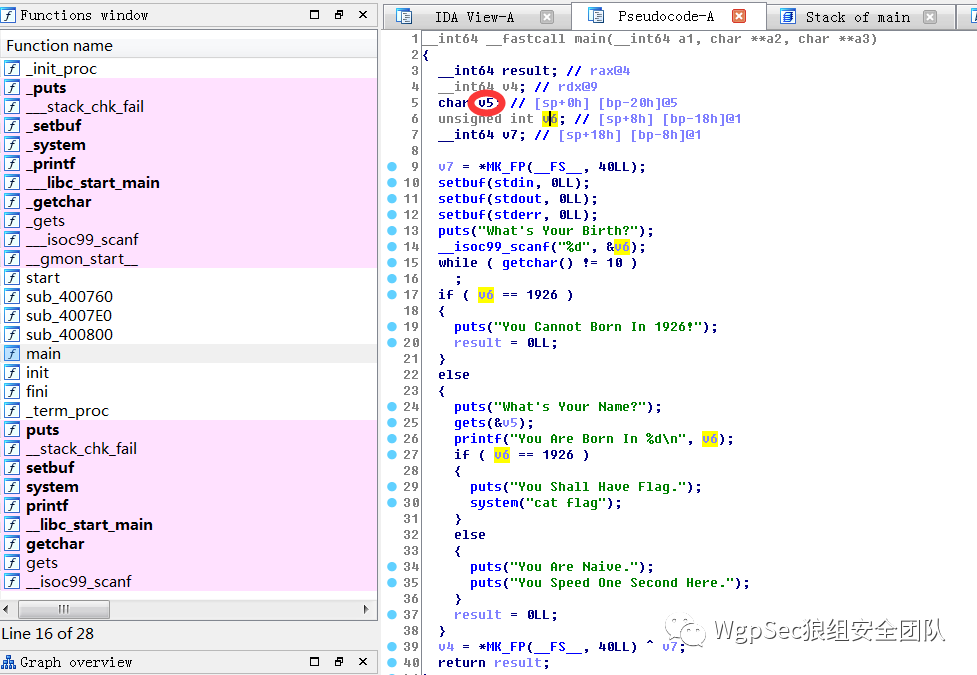 Functions window
Function name
_init_proc
_puts
___stack_chk_fail
_setbuf
_system
_printf
___libc_start_main
_getchar
_gets
___isoc99_scanf
__gmon_start__
start
sub_400760
sub_4007E0
sub_400800
main
init
fini
_term_proc
puts
__stack_chk_fail
setbuf
system
printf
__libc_start_main
getchar
gets
__isoc99_scanf
Line 16 of 28
Graph overview
IDA View-A
Pseudocode-A
Stack of main
1 __int64 __fastcall main(__int64 a1, char **a2, char **a3)
2 {
3   __int64 result; // rax@4
4   __int64 v4; // rdx@9
5   char v5; // [sp+0h] [bp-20h]@5
6   unsigned int v6; // [sp+8h] [bp-18h]@1
7   __int64 v7; // [sp+18h] [bp-8h]@1
8
9   v7 = *MK_FP(__FS__, 40LL);
10   setbuf(stdin, 0LL);
11   setbuf(stdout, 0LL);
12   setbuf(stderr, 0LL);
13   puts("What's Your Birth?");
14   __isoc99_scanf("%d", &v6);
15   while ( getchar() != 10 )
16     ;
17   if ( v6 == 1926 )
18   {
19     puts("You Cannot Born In 1926!");
20     result = 0LL;
21   }
22   else
23   {
24     puts("What's Your Name?");
25     gets(&v5);
26     printf("You Are Born In %d\n", v6);
27     if ( v6 == 1926 )
28     {
29       puts("You Shall Have Flag.");
30       system("cat flag");
31     }
32     else
33     {
34       puts("You Are Naive.");
35       puts("You Speed One Second Here.");
36     }
37     result = 0LL;
38   }
39   v4 = *MK_FP(__FS__, 40LL) ^ v7;
40   return result;
WgpSec狼组安全团队